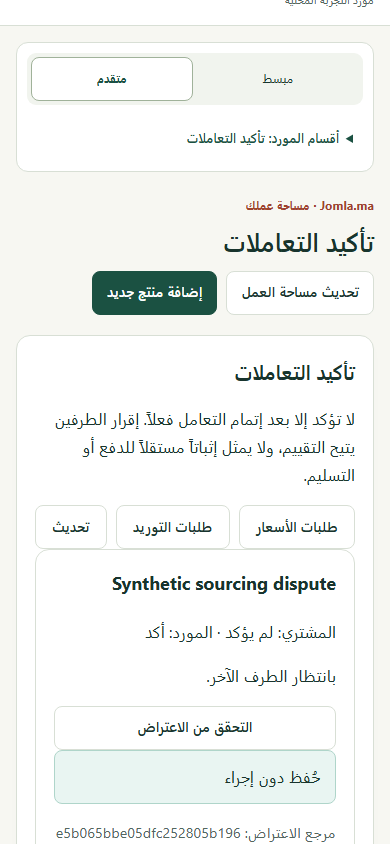 مورد التجربة المحلية
مبسط
متقدم
◀ أقسام المورد: تأكيد التعاملات
Jomla.ma · مساحة عملك
تأكيد التعاملات
تحديث مساحة العمل
إضافة منتج جديد
تأكيد التعاملات
لا تؤكد إلا بعد إتمام التعامل فعلاً. إقرار الطرفين
يتيح التقييم، ولا يمثل إثباتاً مستقلاً للدفع أو
التسليم.
طلبات الأسعار
طلبات التوريد
تحديث
Synthetic sourcing dispute
المشتري: لم يؤكد · المورد: أكد
بانتظار الطرف الآخر.
التحقق من الاعتراض
حُفظ دون إجراء
مرجع الاعتراض: e5b065bbe05dfc252805b196